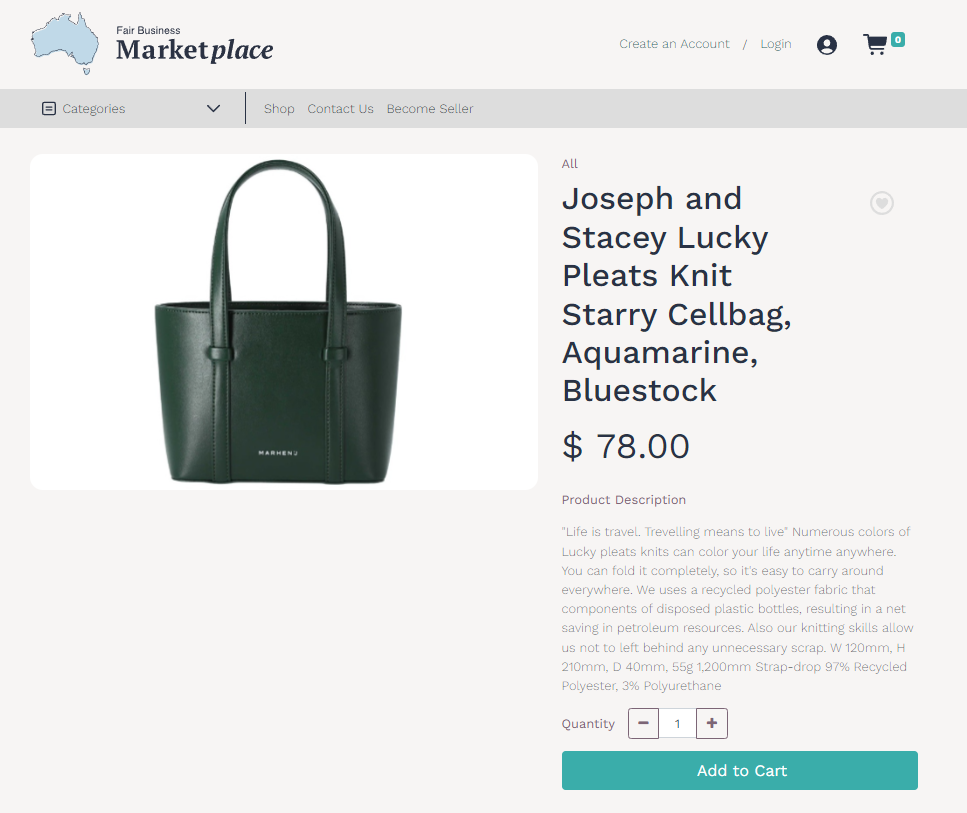 Fair Business
Marketplace
Create an Account / Login
0
Categories
Shop Contact Us Become Seller
All
Joseph and
Stacey Lucky
Pleats Knit
Starry Cellbag,
Aquamarine,
Bluestock
$ 78.00
Product Description
"Life is travel. Trevelling means to live" Numerous colors of
Lucky pleats knits can color your life anytime anywhere.
You can fold it completely, so it's easy to carry around
everywhere. We uses a recycled polyester fabric that
components of disposed plastic bottles, resulting in a net
saving in petroleum resources. Also our knitting skills allow
us not to left behind any unnecessary scrap. W 120mm, H
210mm, D 40mm, 55g 1,200mm Strap-drop 97% Recycled
Polyester, 3% Polyurethane
MARHENJ
Quantity − 1 +
Add to Cart